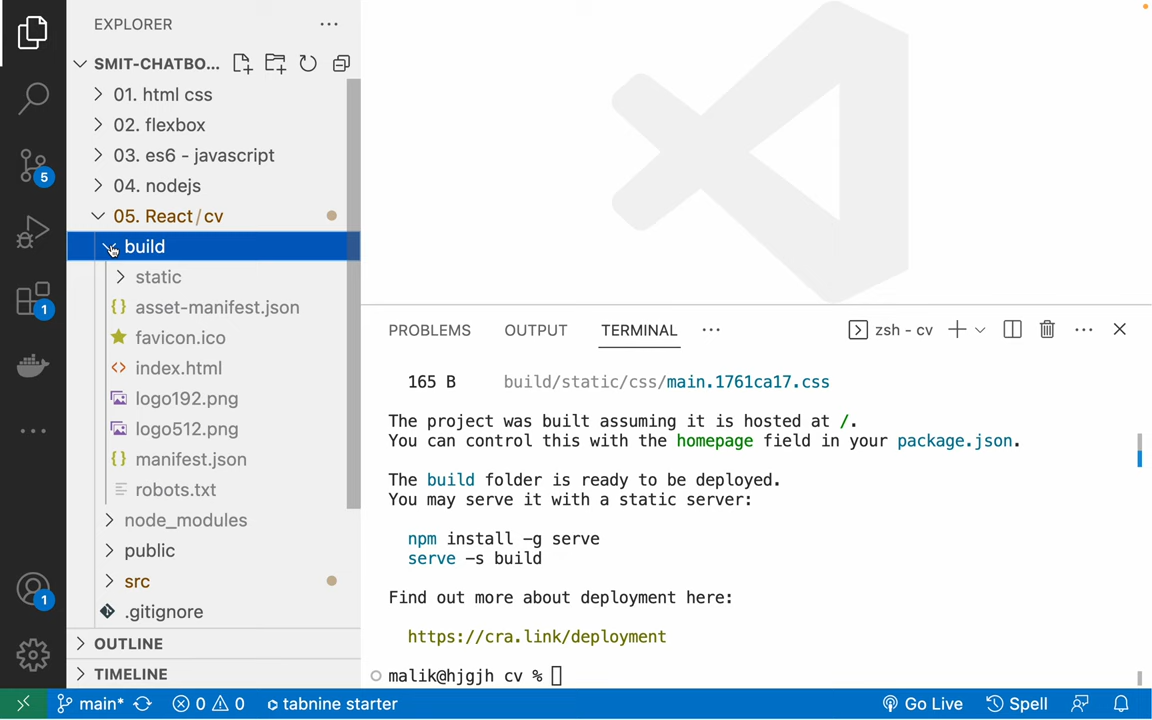 EXPLORER
SMIT-CHATBO...
01. html css
02. flexbox
03. es6 - javascript
04. nodejs
05. React / cv
build
static
asset-manifest.json
favicon.ico
index.html
logo192.png
logo512.png
manifest.json
robots.txt
node_modules
public
src
.gitignore
OUTLINE
TIMELINE
5
1
1
PROBLEMS OUTPUT TERMINAL zsh - cv
165 B build/static/css/main.1761ca17.css
The project was built assuming it is hosted at /.
You can control this with the homepage field in your package.json.
The build folder is ready to be deployed.
You may serve it with a static server:
npm install -g serve
serve -s build
Find out more about deployment here:
https://cra.link/deployment
malik@hjgjh cv %
main* 0 0 tabnine starter Go Live Spell